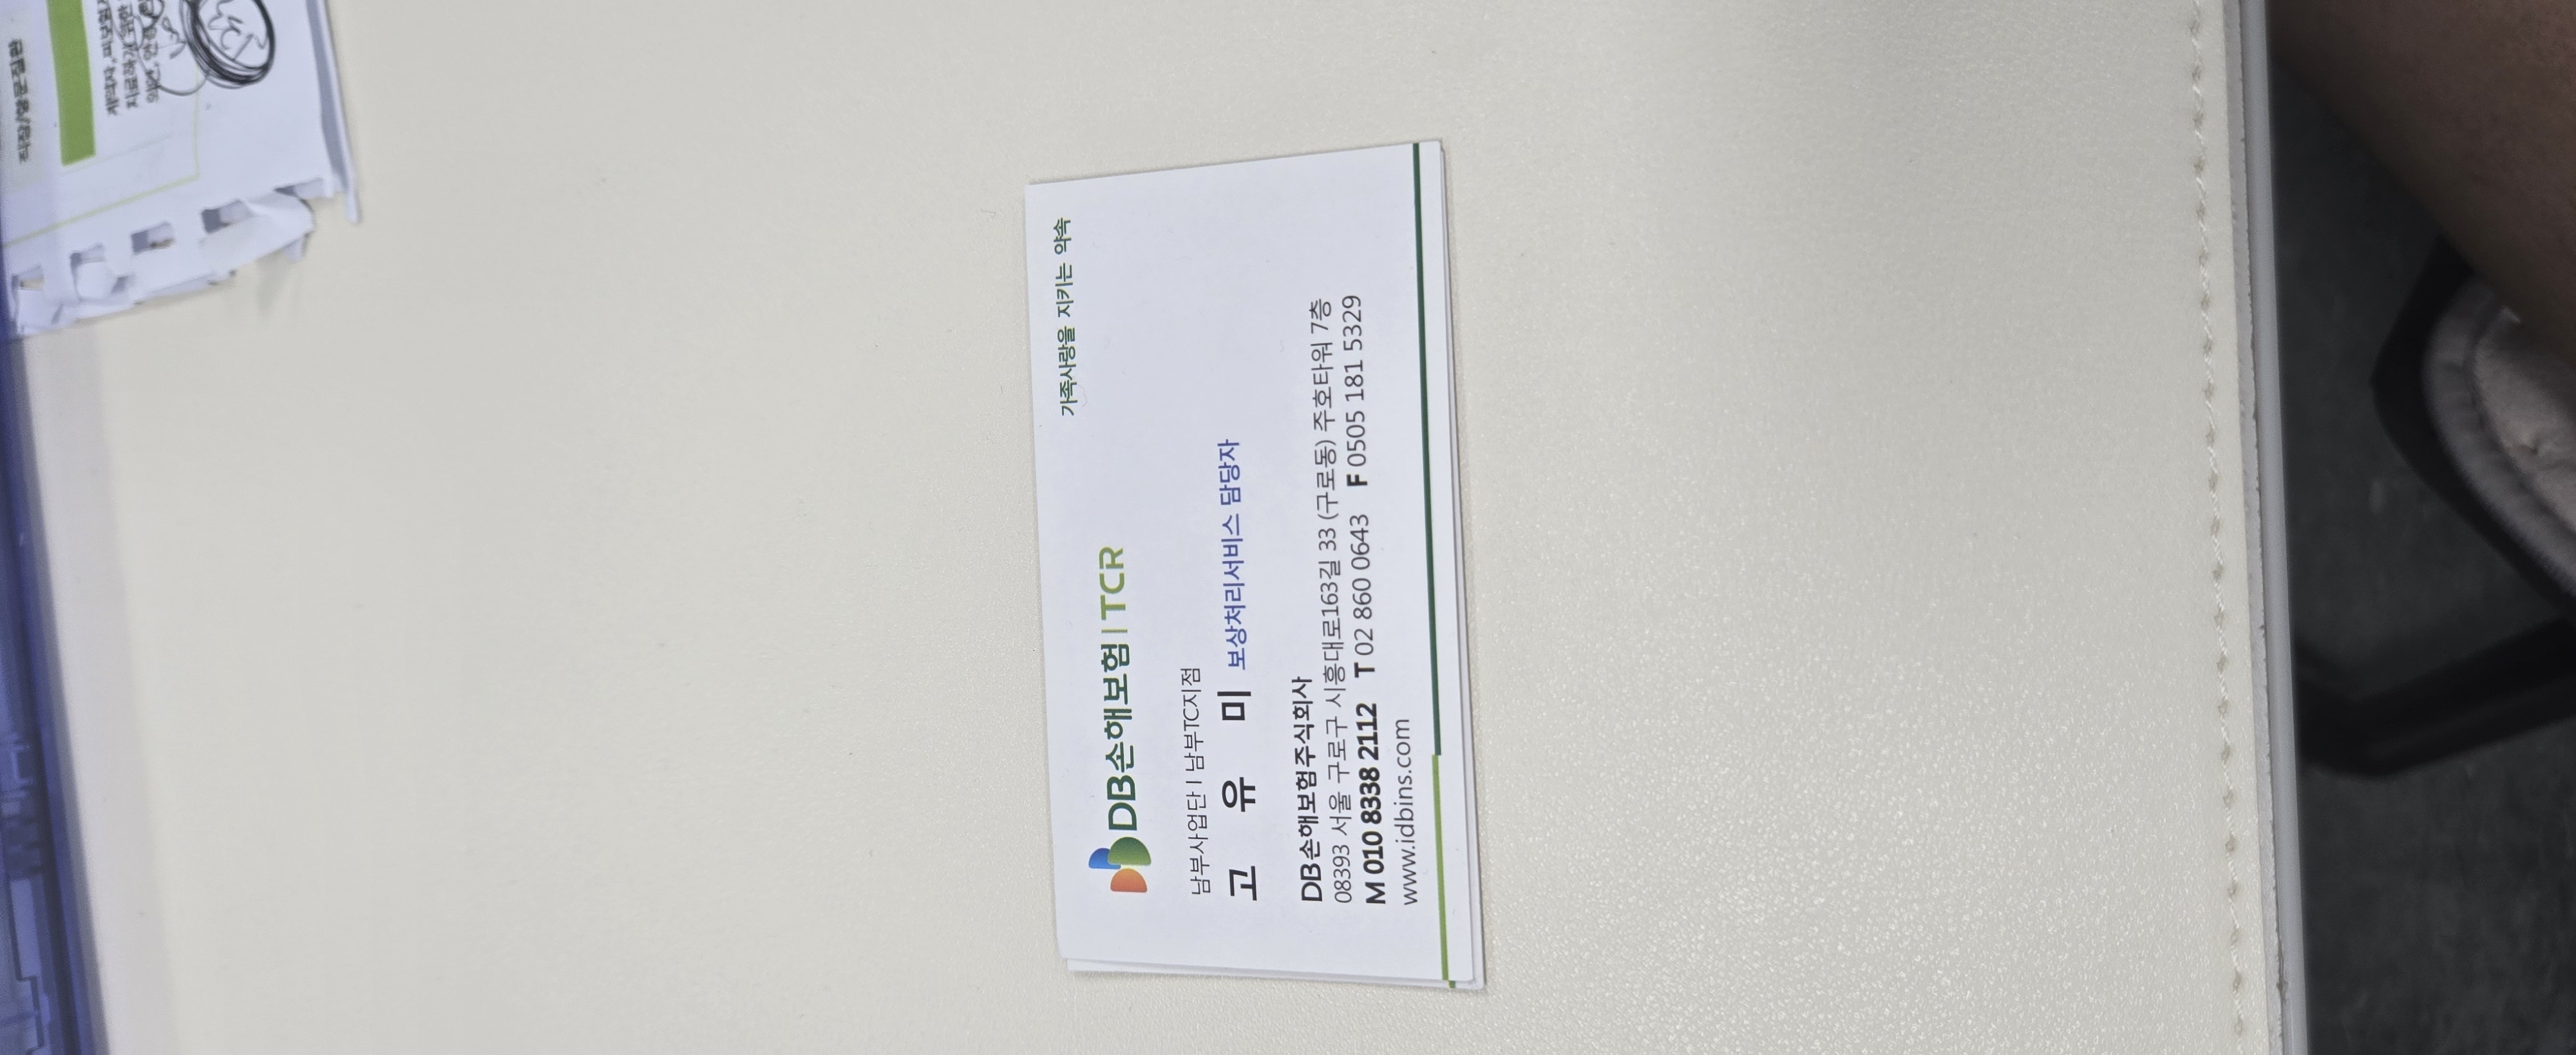 가족사랑을 지키는 약속
DB손해보험 | TCR
남부사업단 | 남부TC지점
고 유 미 보상처리서비스 담당자
DB손해보험주식회사
08393 서울 구로구 시흥대로163길 33 (구로동) 주호타워 7층
M 010 8338 2112 T 02 860 0643 F 0505 181 5329
www.idbins.com